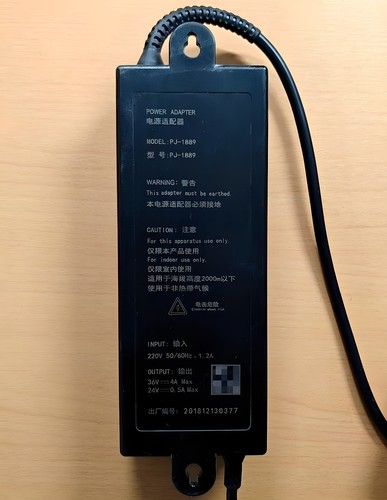 POWER ADAPTER
电源适配器
MODEL:PJ-1889
型 号:PJ-1889
WARNING: 警告
This adapter must be earthed.
本电源适配器必须接地
CAUTION: 注意
For this apparatus use only.
仅限本产品使用
For indoor use only.
仅限室内使用
适用于海拔高度2000m以下
使用于非热带气候
电击危险
Electric shock risk
INPUT: 输入
220V 50/60Hz 1.2A
OUTPUT: 输出
36V⎓4A Max
24V⎓0.5A Max
出厂编号: 201812130377